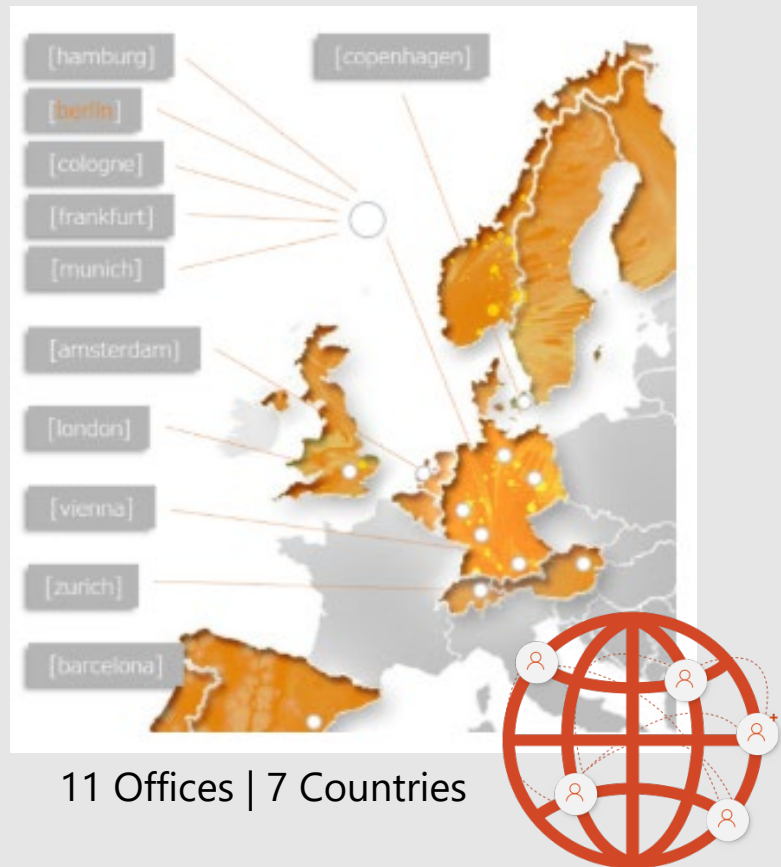 [hamburg]
[copenhagen]
[berlin]
[cologne]
[frankfurt]
[munich]
[amsterdam]
[london]
[vienna]
[zurich]
[barcelona]
11 Offices | 7 Countries